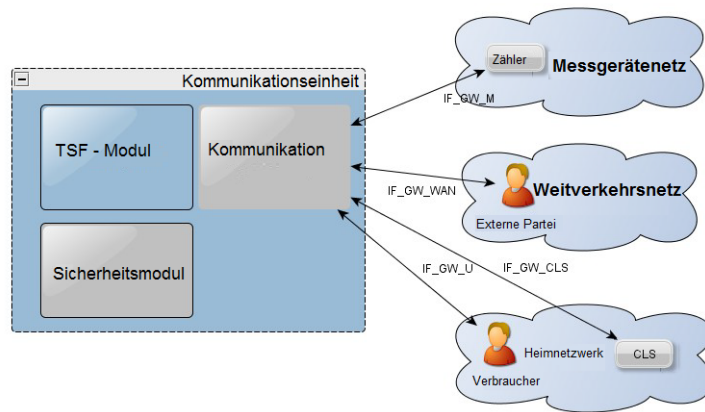 Kommunikationseinheit
TSF - Modul
Kommunikation
Sicherheitsmodul
Zähler
Messgerätenetz
IF_GW_M
IF_GW_WAN
Weitverkehrsnetz
Externe Partei
IF_GW_U
IF_GW_CLS
Heimnetzwerk
CLS
Verbraucher